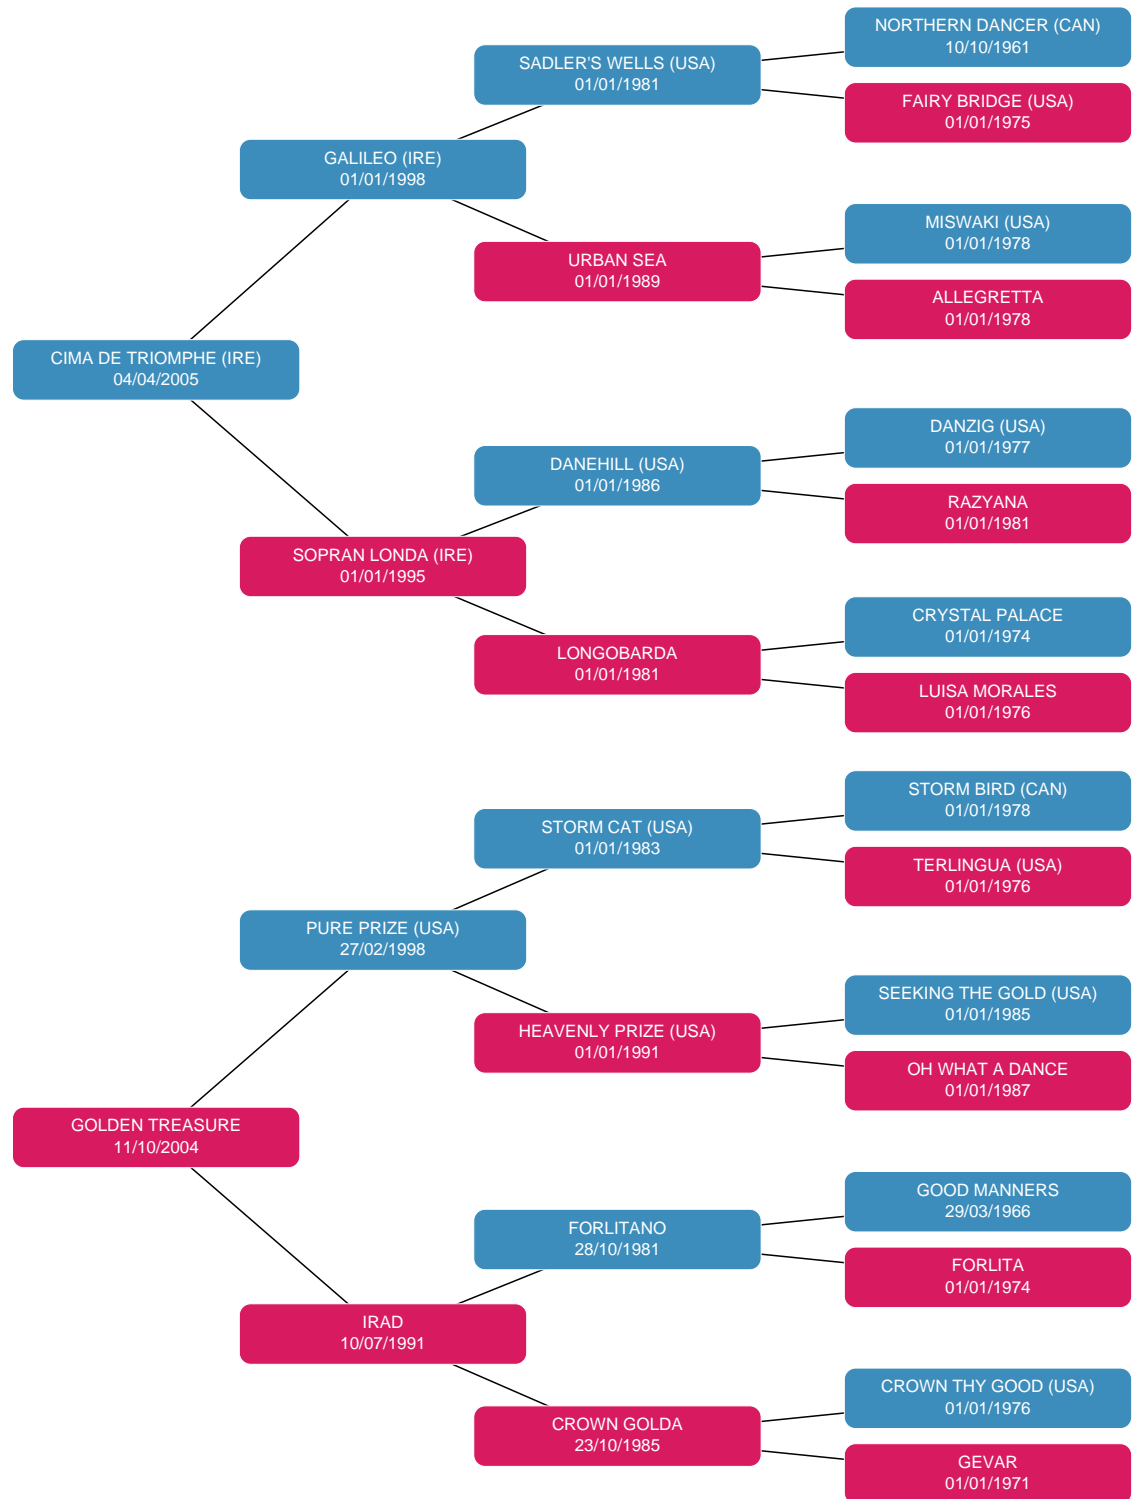 NORTHERN DANCER (CAN)
10/10/1961
SADLER'S WELLS (USA)
01/01/1981
FAIRY BRIDGE (USA)
01/01/1975
GALILEO (IRE)
01/01/1998
MISWAKI (USA)
01/01/1978
URBAN SEA
01/01/1989
ALLEGRETTA
01/01/1978
CIMA DE TRIOMPHE (IRE)
04/04/2005
DANZIG (USA)
01/01/1977
DANEHILL (USA)
01/01/1986
RAZYANA
01/01/1981
SOPRAN LONDA (IRE)
01/01/1995
CRYSTAL PALACE
01/01/1974
LONGOBARDA
01/01/1981
LUISA MORALES
01/01/1976
STORM BIRD (CAN)
01/01/1978
STORM CAT (USA)
01/01/1983
TERLINGUA (USA)
01/01/1976
PURE PRIZE (USA)
27/02/1998
SEEKING THE GOLD (USA)
01/01/1985
HEAVENLY PRIZE (USA)
01/01/1991
OH WHAT A DANCE
01/01/1987
GOLDEN TREASURE
11/10/2004
GOOD MANNERS
29/03/1966
FORLITANO
28/10/1981
FORLITA
01/01/1974
IRAD
10/07/1991
CROWN THY GOOD (USA)
01/01/1976
CROWN GOLDA
23/10/1985
GEVAR
01/01/1971